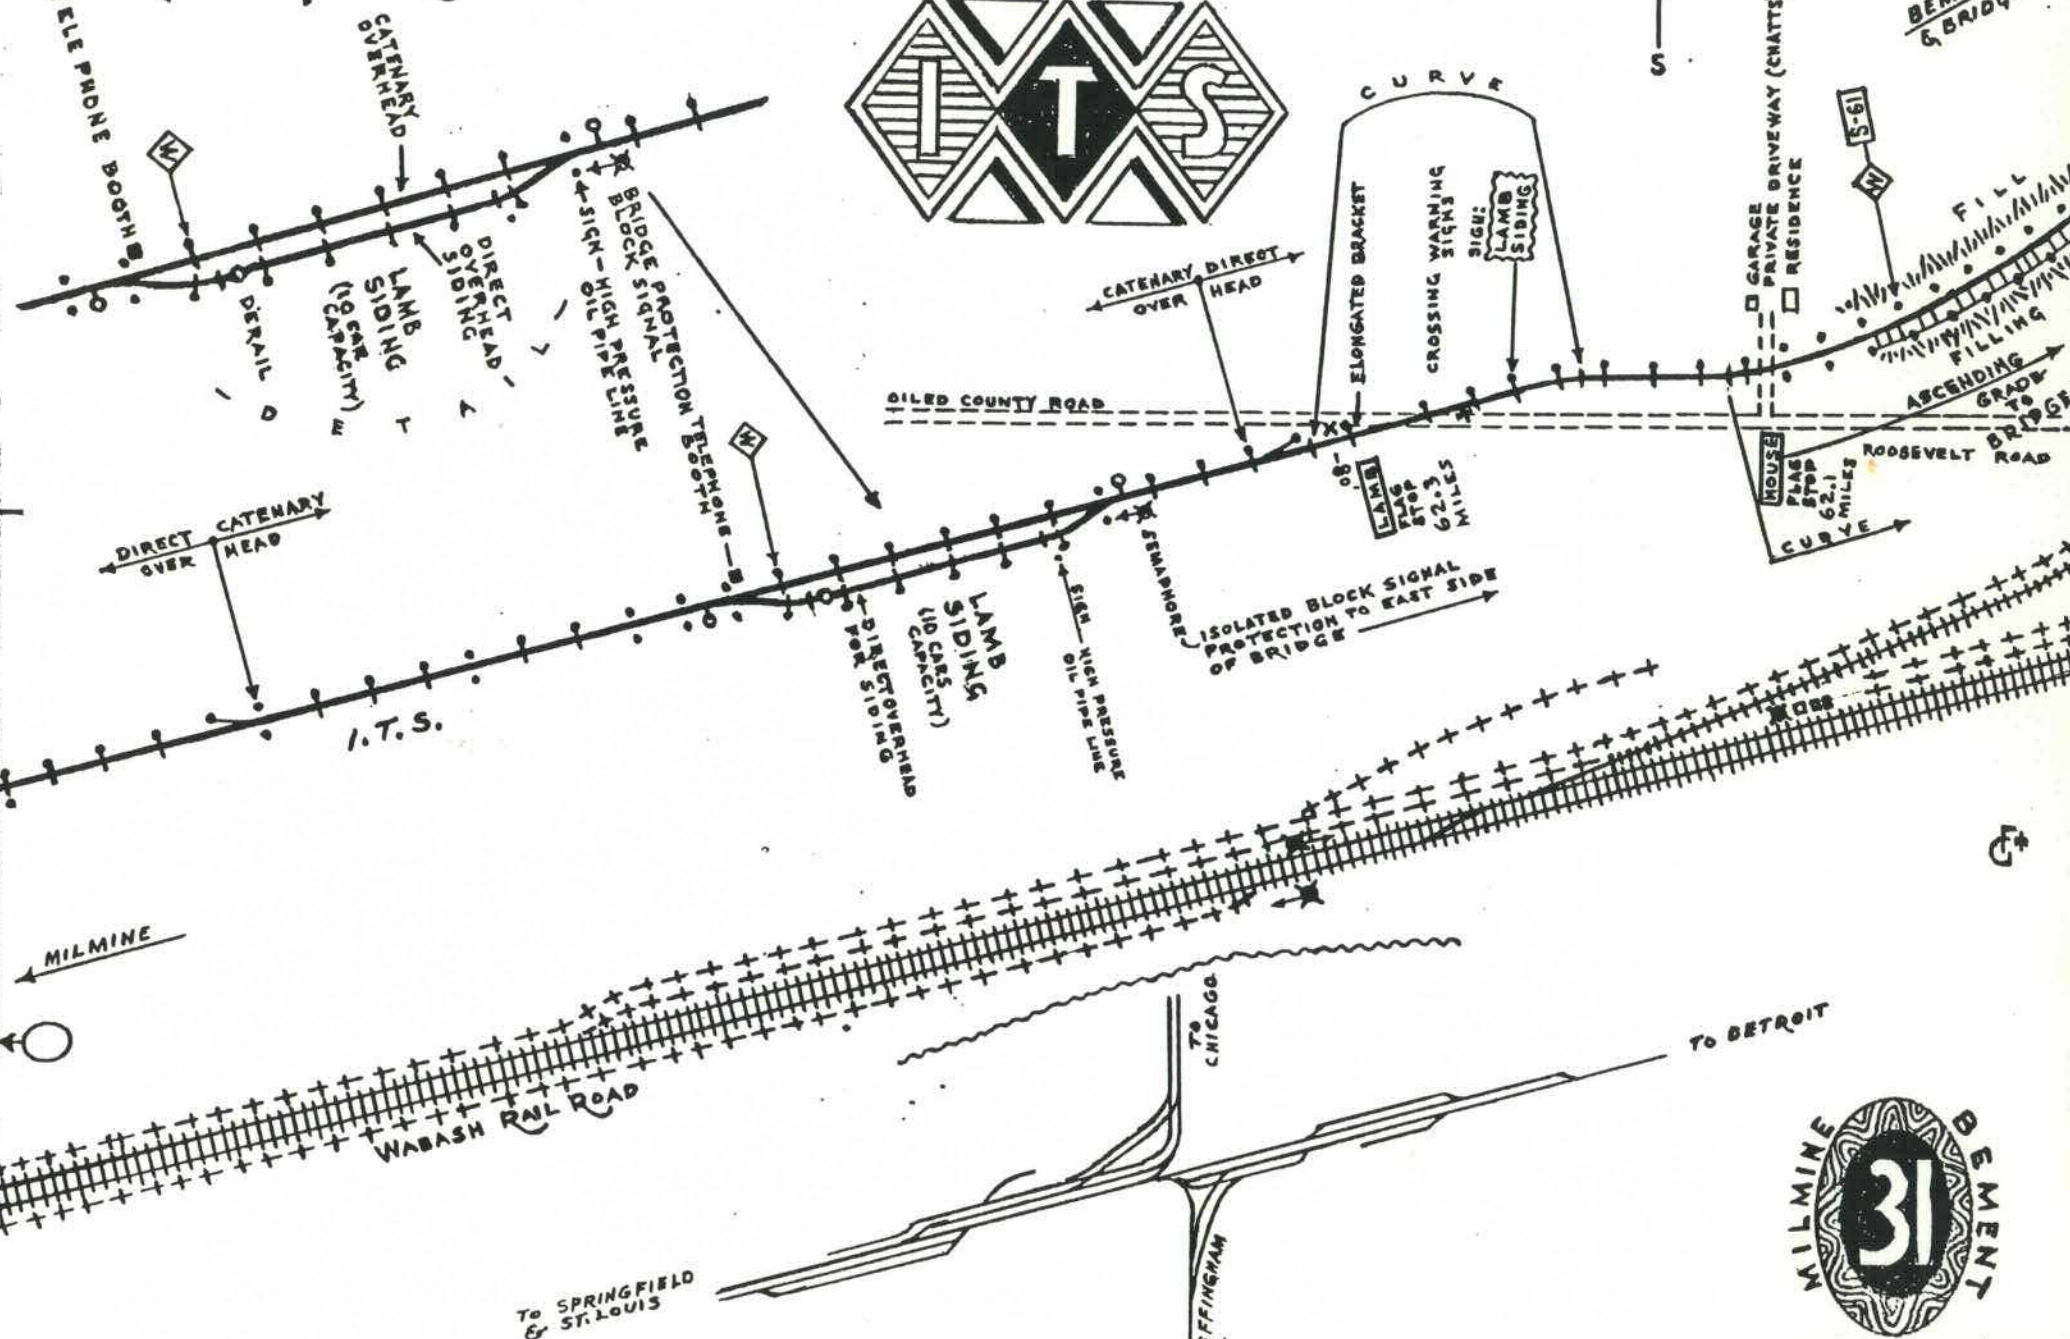 TELEPHONE BOOTH
W
CATENARY
OVERHEAD
DERAIL
LAMB
SIDING
(10 CAR
CAPACITY)
DIRECT
OVERHEAD-
SIDING
SIGN-HIGH PRESSURE
OIL PIPE LINE
BRIDGE PROTECTION
BLOCK SIGNAL
I T S
CURVE
S
PRIVATE DRIVEWAY (CHATTS
GARAGE
RESIDENCE
& BRIDG
S-61
W
FILL
FILLING
ASCENDING
GRADE
TO
BRIDGE
ROOSEVELT ROAD
CATENARY DIRECT
OVER HEAD
ELONGATED BRACKET
CROSSING WARNING
SIGNS
SIGN:
LAMB
SIDING
OILED COUNTY ROAD
-80
LAMB
FLAG
STOP
62.3
MILES
HOUSE
FLAG
STOP
62.1
MILES
CURVE
DIRECT CATENARY
OVER HEAD
TELEPHONE
BOOTH
W
I.T.S.
DIRECT OVERHEAD
FOR SIDING
LAMB
SIDING
(10 CARS
CAPACITY)
SIGN-HIGH PRESSURE
OIL PIPE LINE
SEMAPHORE
ISOLATED BLOCK SIGNAL
PROTECTION TO EAST SIDE
OF BRIDGE
MILMINE
WABASH RAIL ROAD
TO
CHICAGO
TO DETROIT
TO SPRINGFIELD
& ST. LOUIS
EFFINGHAM
MILMINE
31
BEMENT